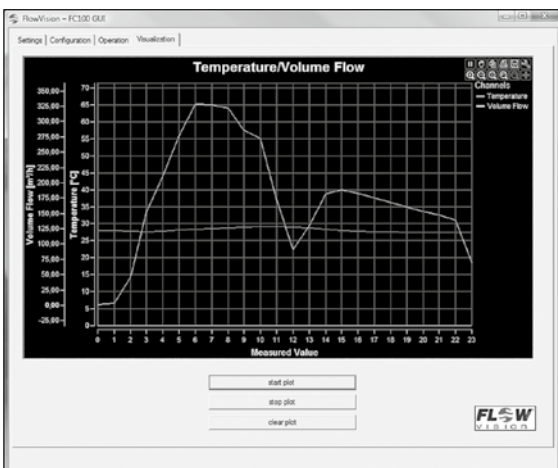 FlowVision – FC100 GUI
Settings | Configuration | Operation | Visualization
Temperature/Volume Flow
Channels
Temperature
Volume Flow
Volume Flow [m³/h]
350,00
325,00
300,00
275,00
250,00
225,00
200,00
175,00
150,00
125,00
100,00
75,00
50,00
25,00
0,00
-25,00
Temperature [°C]
70
65
60
55
50
45
40
35
30
25
20
15
10
5
0
0 1 2 3 4 5 6 7 8 9 10 11 12 13 14 15 16 17 18 19 20 21 22 23
Measured Value
start plot
stop plot
clear plot
FLOW
VISION